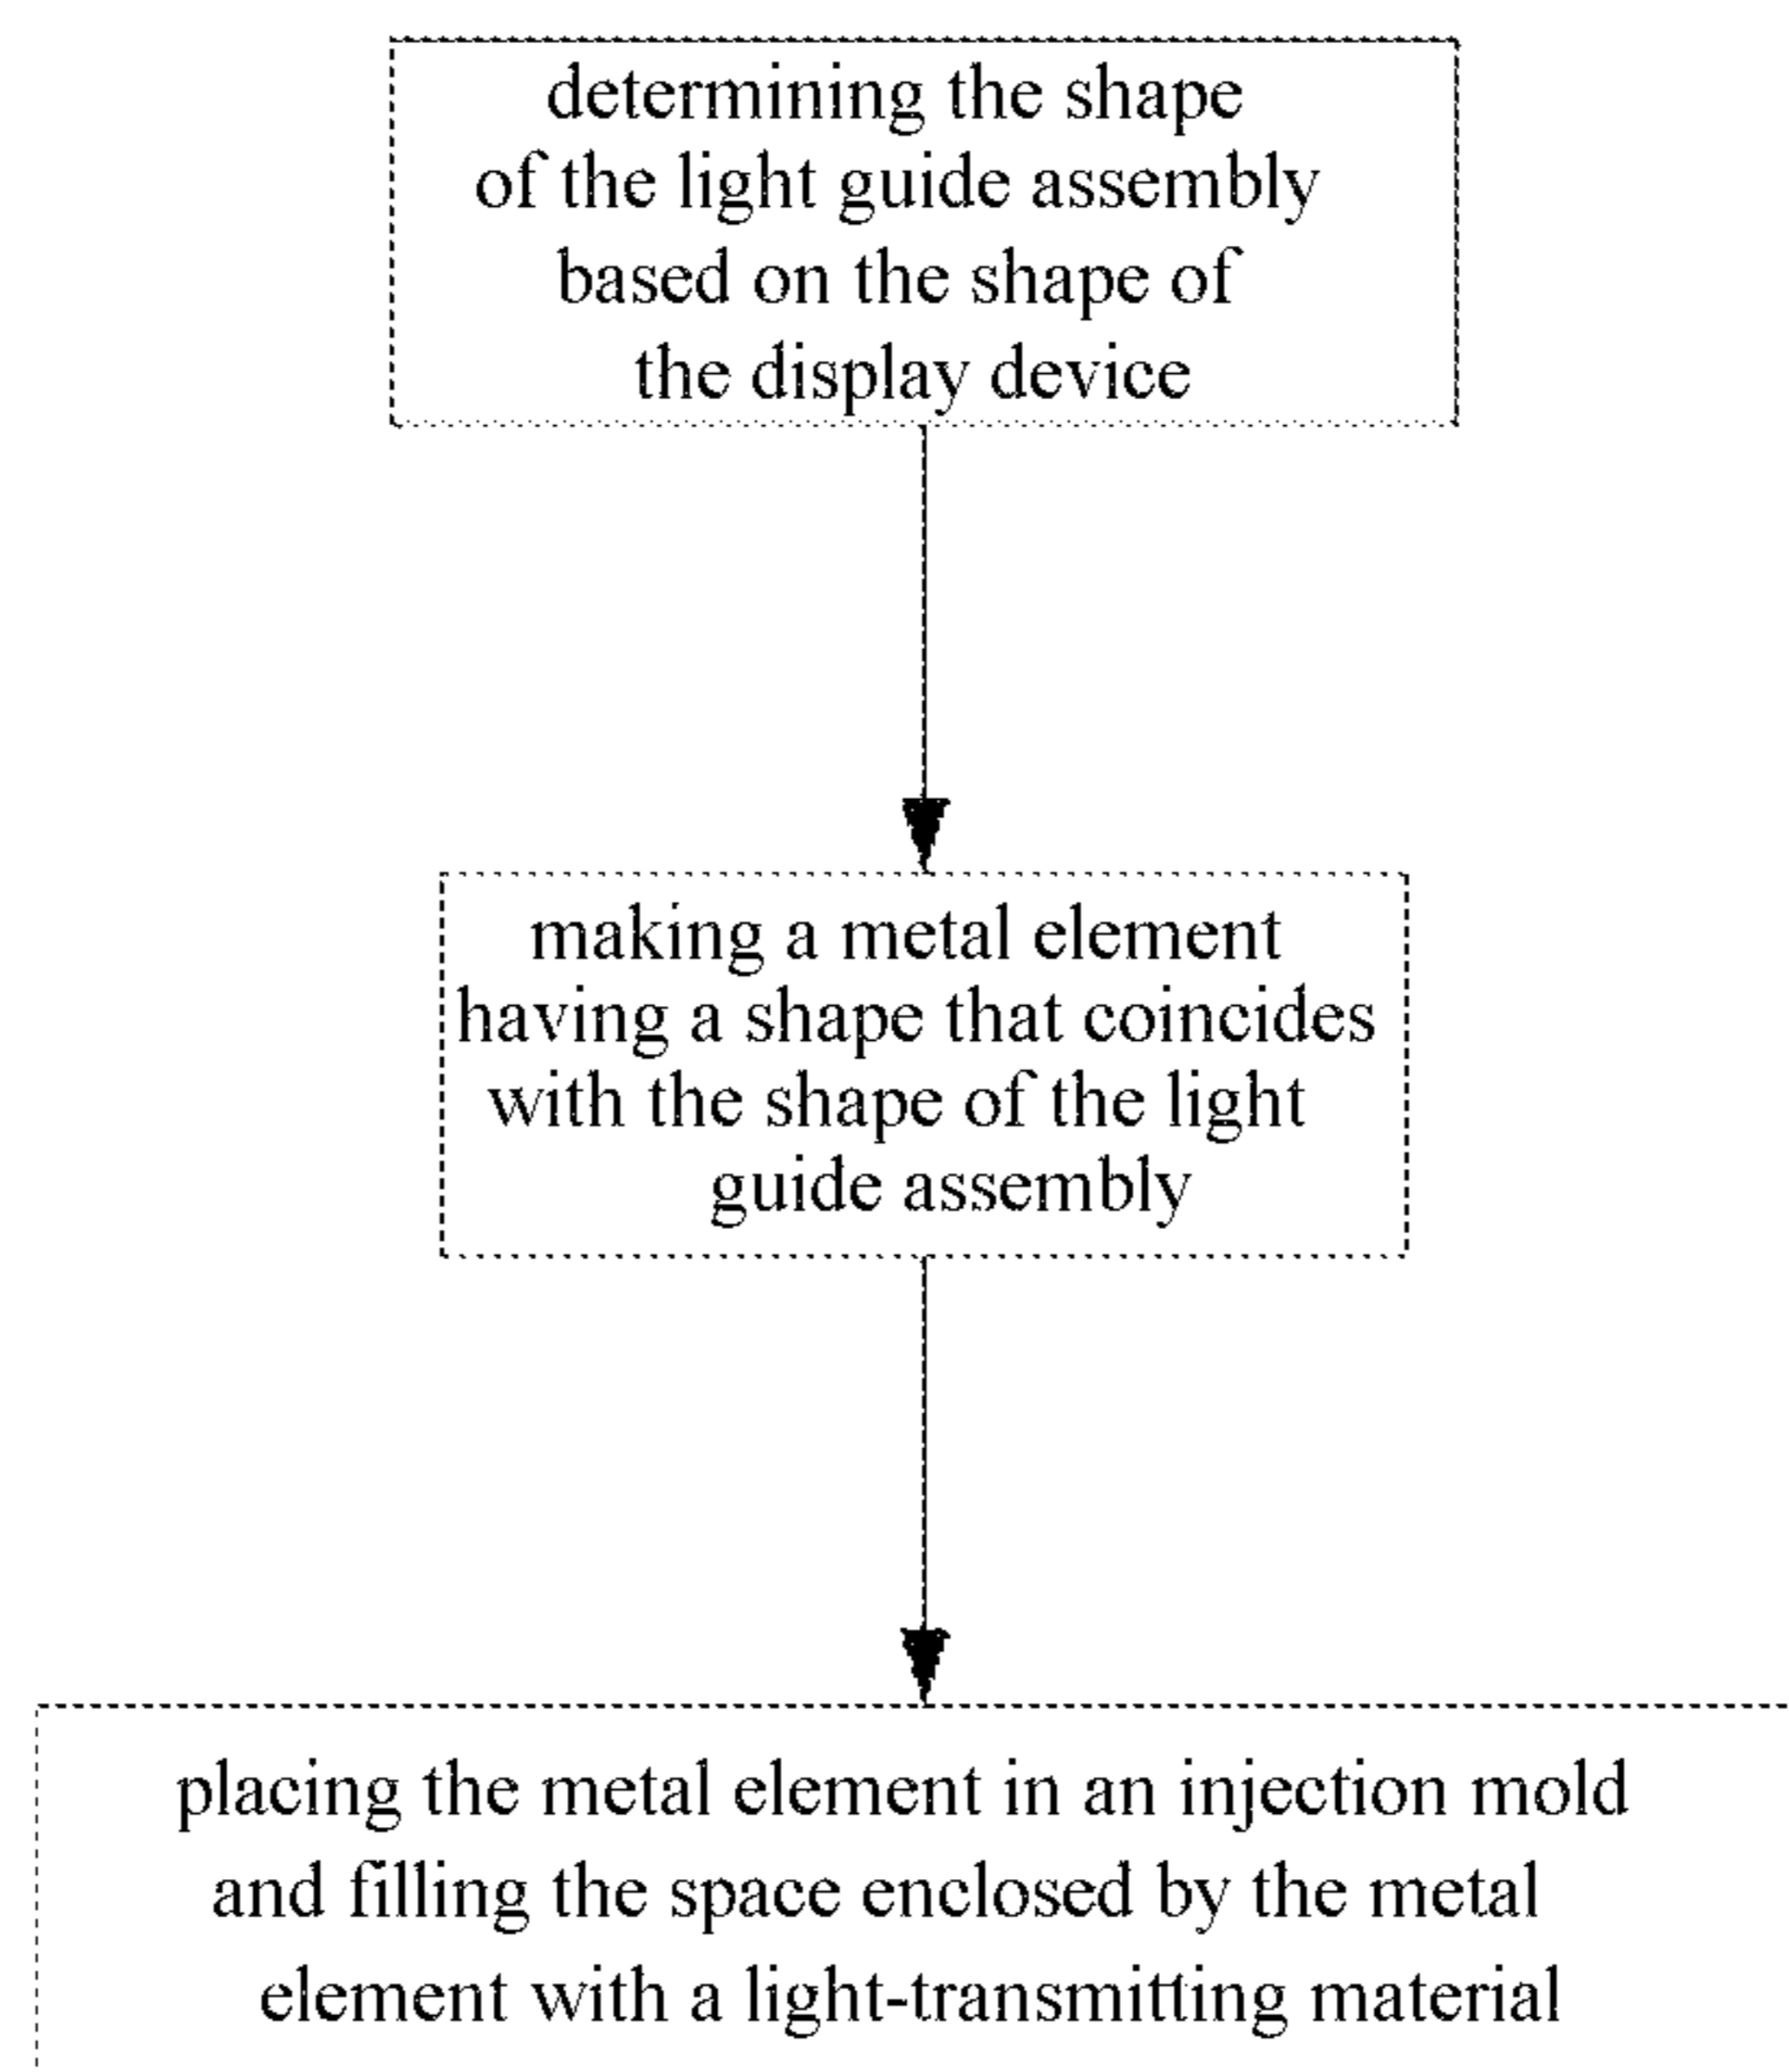 determining the shape
of the light guide assembly
based on the shape of
the display device
making a metal element
having a shape that coincides
with the shape of the light
guide assembly
placing the metal element in an injection mold
and filling the space enclosed by the metal
element with a light-transmitting material